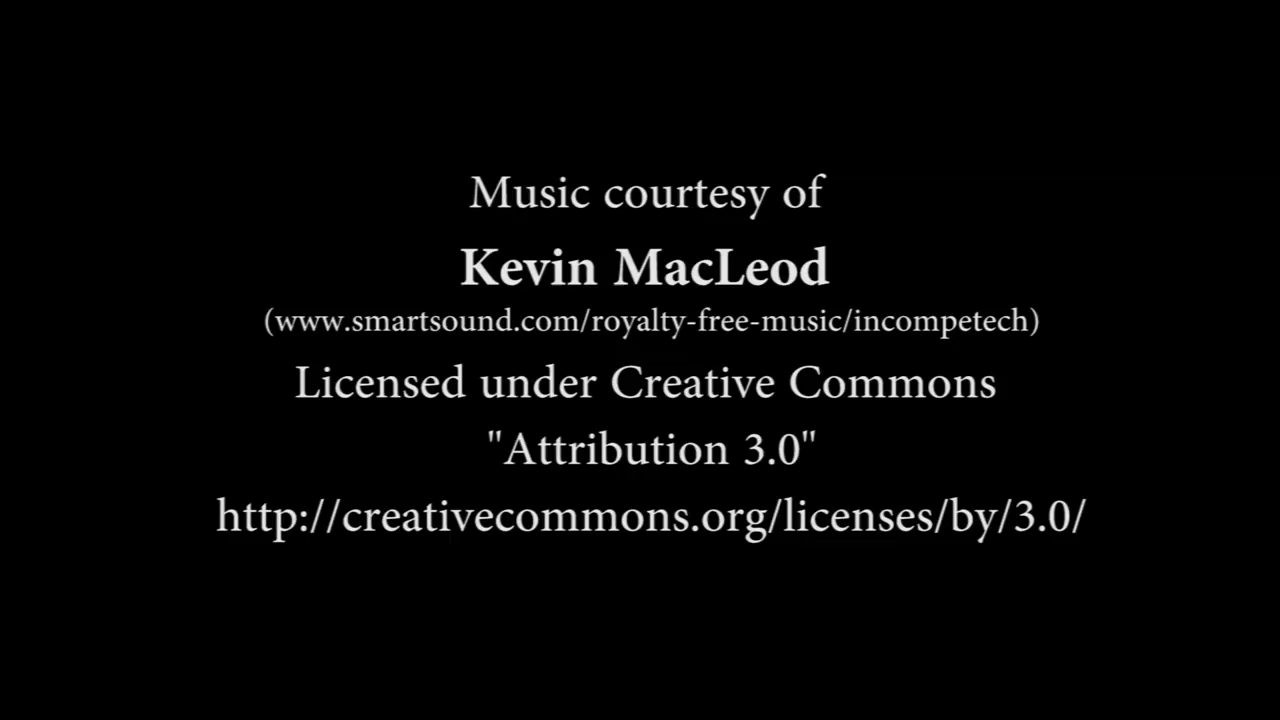 Music courtesy of
Kevin MacLeod
(www.smartsound.com/royalty-free-music/incompetech)
Licensed under Creative Commons
"Attribution 3.0"
http://creativecommons.org/licenses/by/3.0/